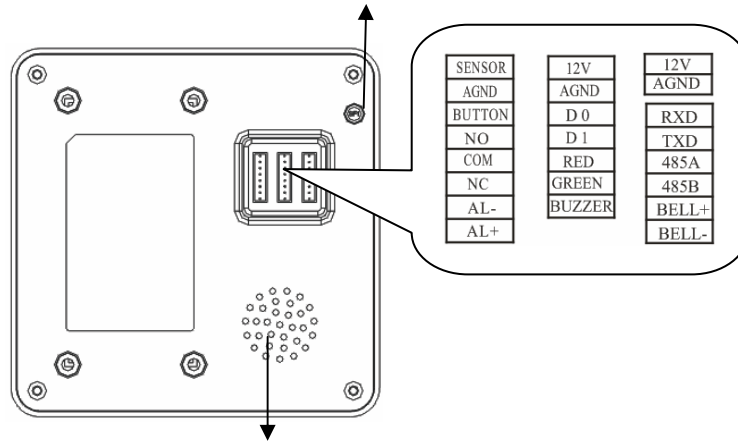 SENSOR
AGND
BUTTON
NO
COM
NC
AL-
AL+
12V
AGND
D 0
D 1
RED
GREEN
BUZZER
12V
AGND
RXD
TXD
485A
485B
BELL+
BELL-